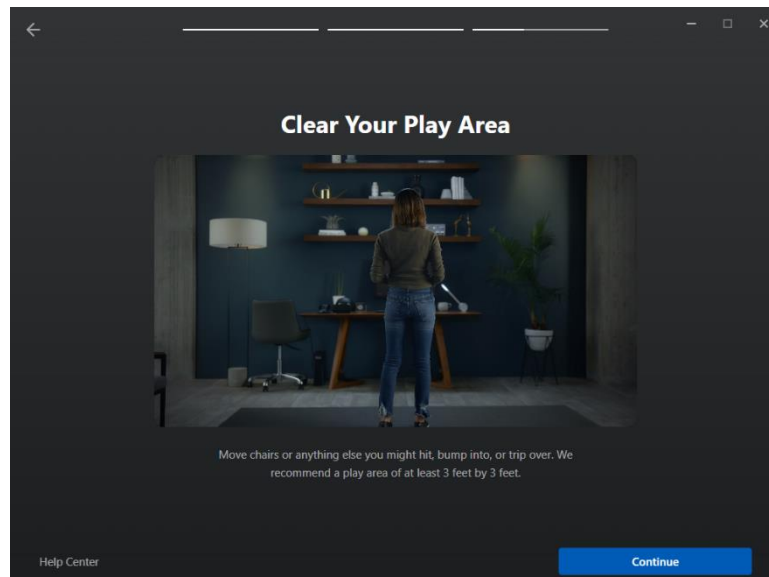 Clear Your Play Area
Move chairs or anything else you might hit, bump into, or trip over. We
recommend a play area of at least 3 feet by 3 feet.
Help Center
Continue